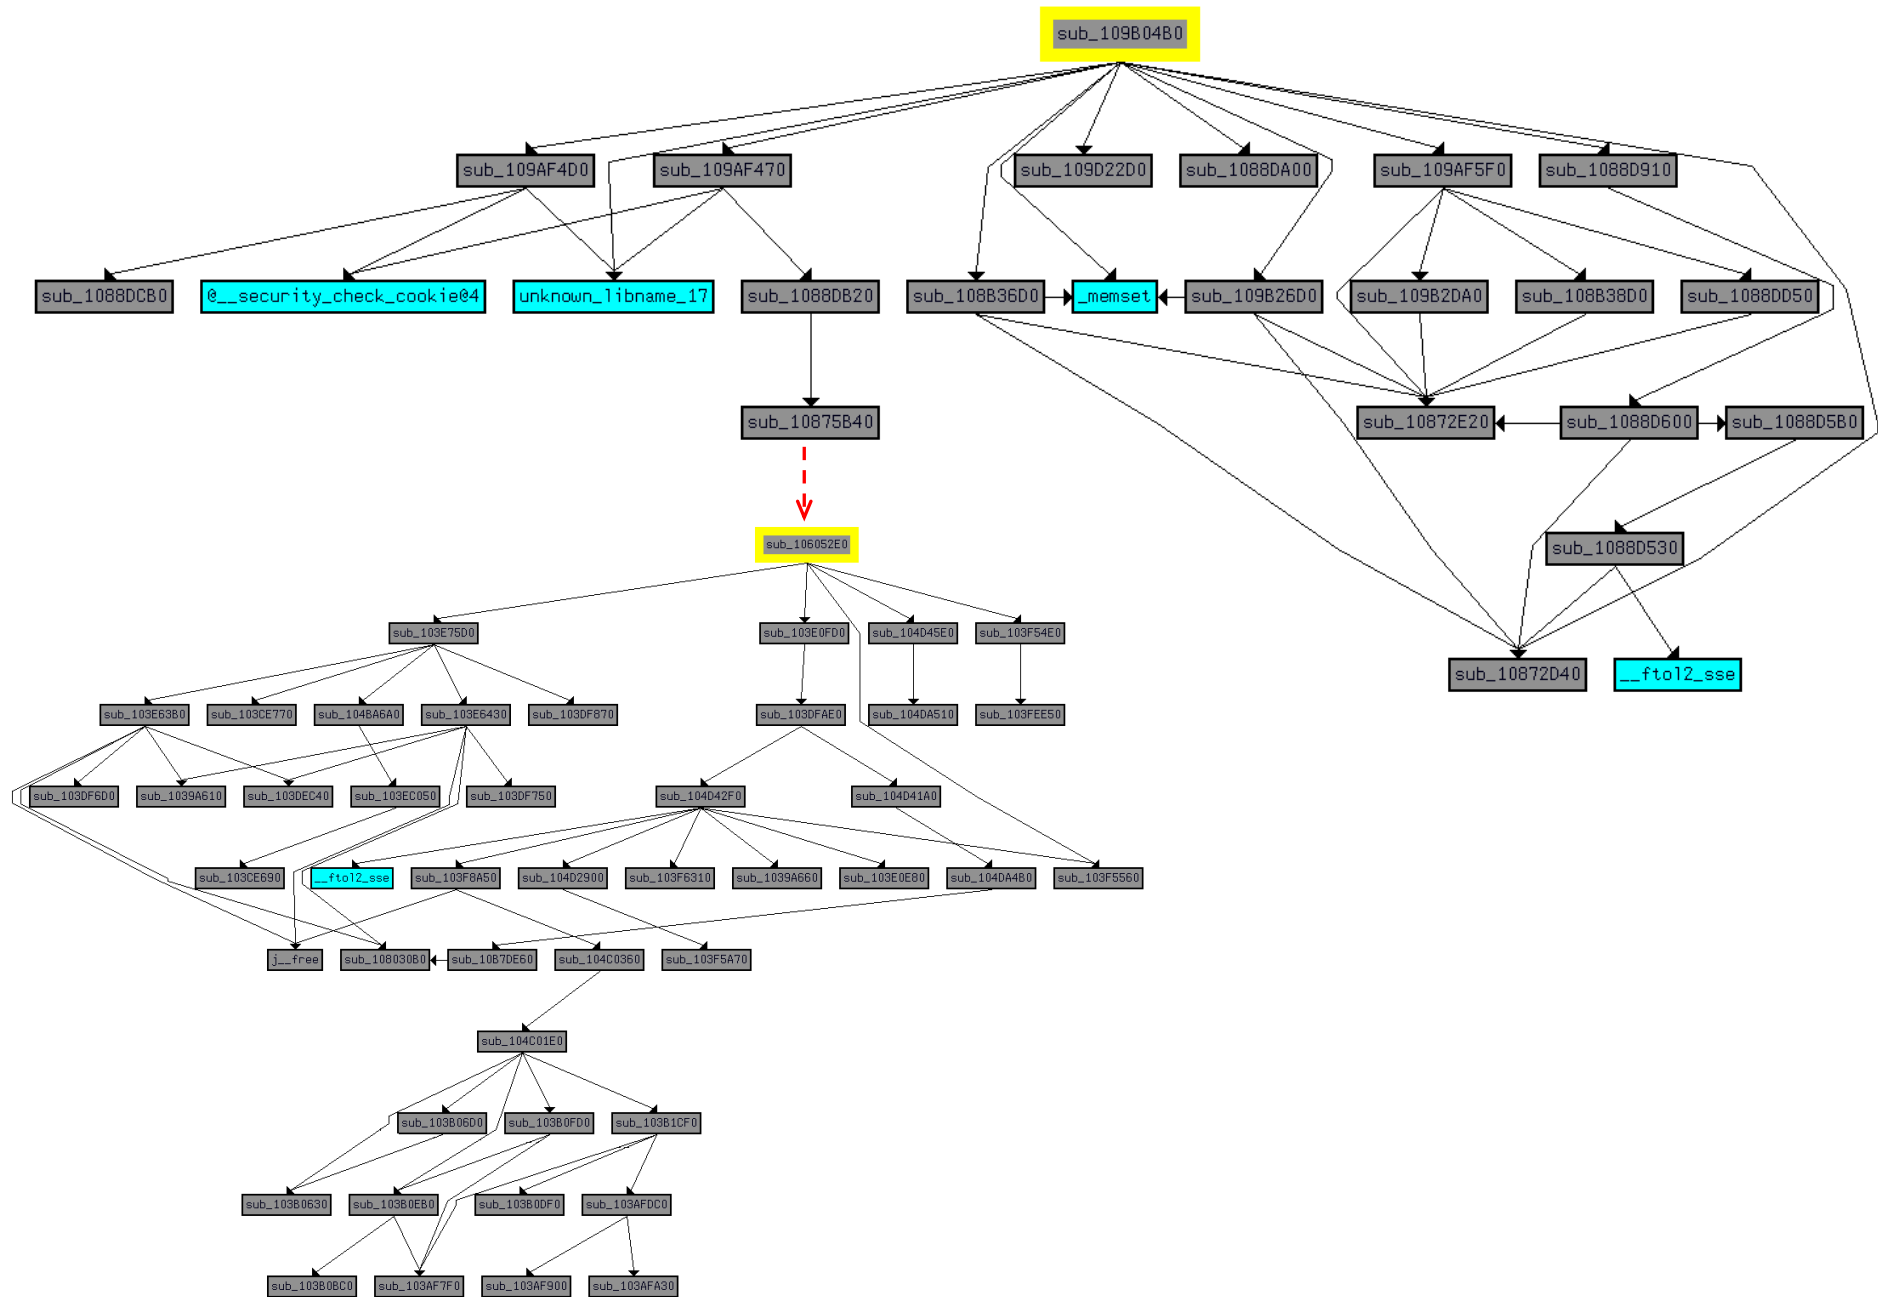 sub_109B04B0
sub_109AF4D0
sub_109AF470
sub_109D22D0
sub_1088DA00
sub_109AF5F0
sub_1088D910
sub_1088DCB0
@__security_check_cookie@4
unknown_libname_17
sub_1088DB20
sub_108B36D0
_memset
sub_109B26D0
sub_109B2DA0
sub_108B38D0
sub_1088DD50
sub_10875B40
sub_10872E20
sub_1088D600
sub_1088D5B0
sub_106052E0
sub_1088D530
sub_103E75D0
sub_103E0FD0
sub_104D45E0
sub_103F54E0
sub_10872D40
__ftol2_sse
sub_103E63B0
sub_103CE770
sub_104BA6A0
sub_103E6430
sub_103DF870
sub_103DFAE0
sub_104DA510
sub_103FEE50
sub_103DF6D0
sub_1039A610
sub_103DEC40
sub_103EC050
sub_103DF750
sub_104D42F0
sub_104D41A0
sub_103CE690
__ftol2_sse
sub_103F8A50
sub_104D2900
sub_103F6310
sub_1039A660
sub_103E0E80
sub_104DA4B0
sub_103F5560
j__free
sub_108030B0
sub_10B7DE60
sub_104C0360
sub_103F5A70
sub_104C01E0
sub_103B06D0
sub_103B0FD0
sub_103B1CF0
sub_103B0630
sub_103B0EB0
sub_103B0DF0
sub_103AFDC0
sub_103B0BC0
sub_103AF7F0
sub_103AF900
sub_103AFA30